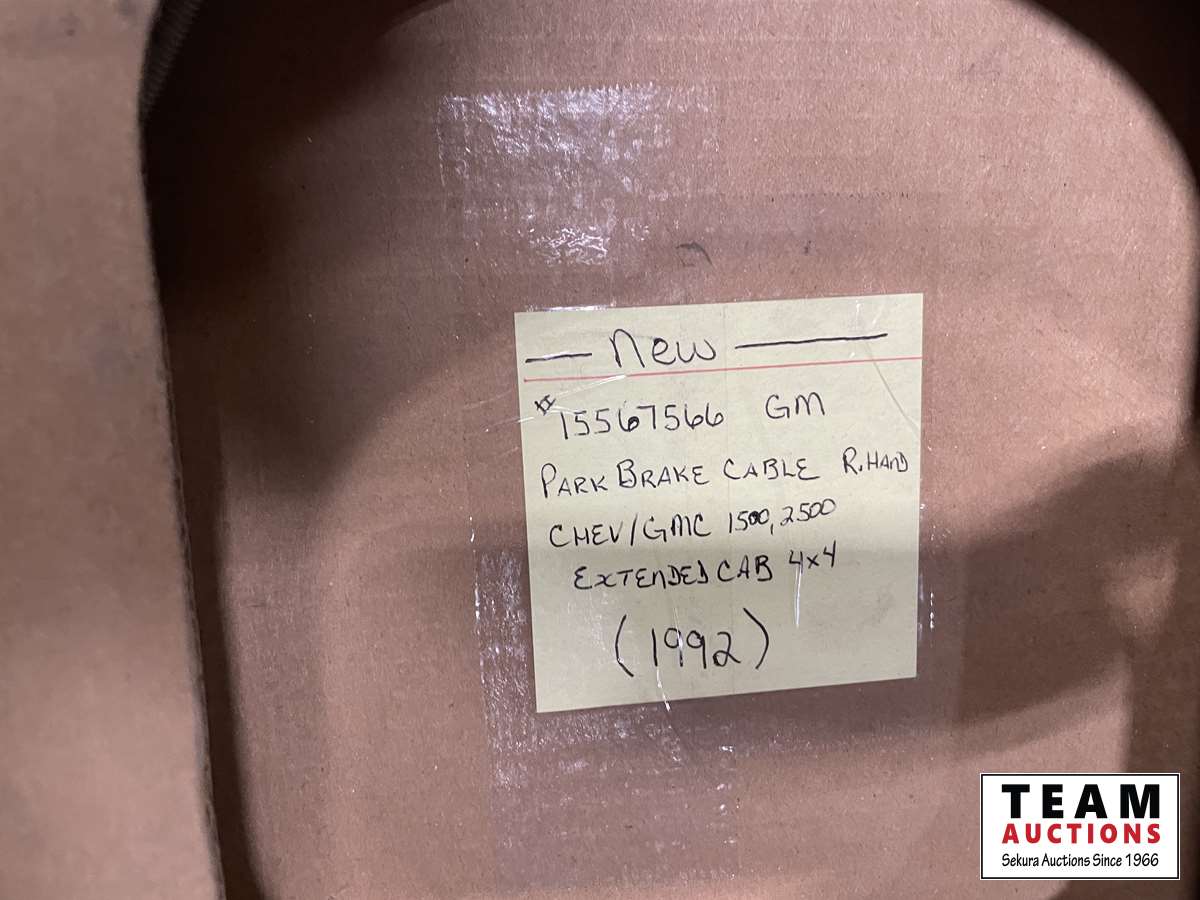 — New —
#15567566 GM
PARK BRAKE CABLE R. HAND
CHEV/GMC 1500, 2500
EXTENDED CAB 4x4
(1992)
TEAM
AUCTIONS
Sekura Auctions Since 1966